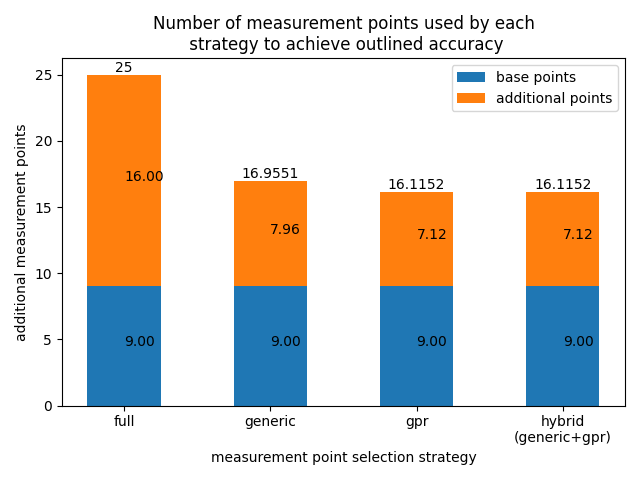 Number of measurement points used by each
strategy to achieve outlined accuracy
base points
additional points
additional measurement points
25
20
15
10
5
0
25
16.9551
16.1152
16.1152
16.00
7.96
7.12
7.12
9.00
9.00
9.00
9.00
full
generic
gpr
hybrid
(generic+gpr)
measurement point selection strategy